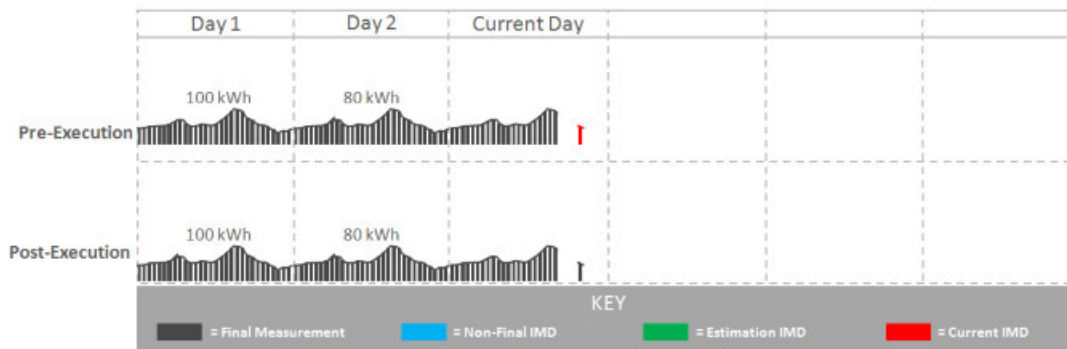 Day 1 Day 2 Current Day
100 kWh 80 kWh
Pre-Execution
100 kWh 80 kWh
Post-Execution
KEY
= Final Measurement = Non-Final IMD = Estimation IMD = Current IMD